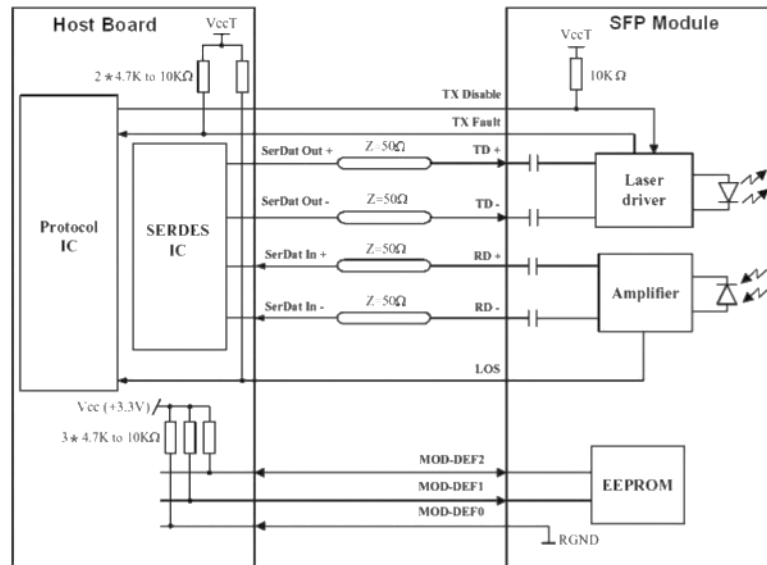 Host Board
SFP Module
VccT
VccT
2*4.7K to 10KΩ
10KΩ
TX Disable
TX Fault
SerDat Out +
Z=50Ω
TD +
Laser
driver
SerDat Out -
Z=50Ω
TD -
Protocol
IC
SERDES
IC
SerDat In +
Z=50Ω
RD +
Amplifier
SerDat In -
Z=50Ω
RD -
LOS
Vcc (+3.3V)
3*4.7K to 10KΩ
MOD-DEF2
EEPROM
MOD-DEF1
MOD-DEF0
RGND